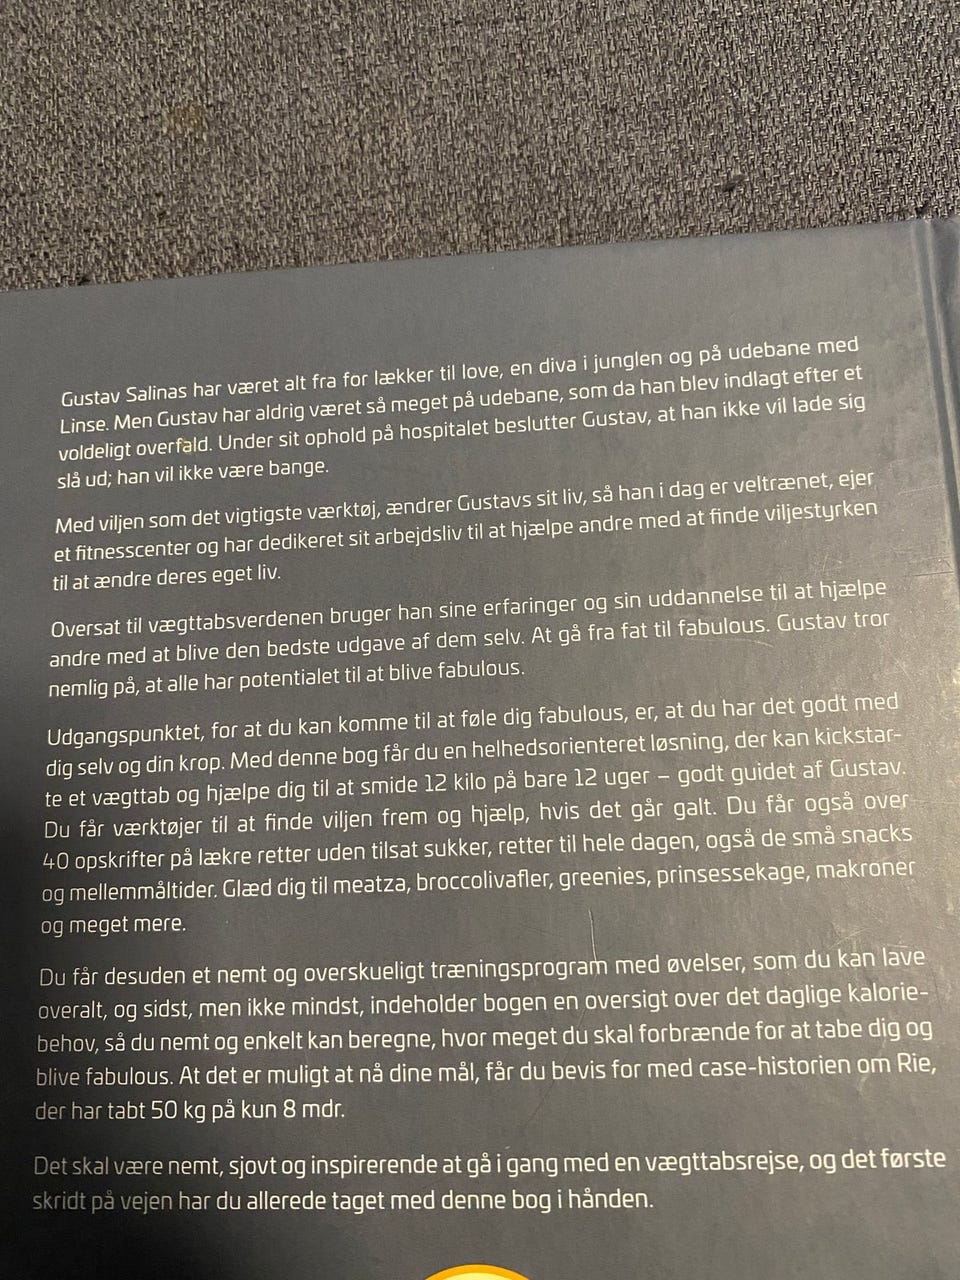 Gustav Salinas har været alt fra for lækker til love, en diva i junglen og på udebane med
Linse. Men Gustav har aldrig været så meget på udebane, som da han blev indlagt efter et
voldeligt overfald. Under sit ophold på hospitalet beslutter Gustav, at han ikke vil lade sig
slå ud; han vil ikke være bange.
Med viljen som det vigtigste værktøj, ændrer Gustavs sit liv, så han i dag er veltrænet, ejer
et fitnesscenter og har dedikeret sit arbejdsliv til at hjælpe andre med at finde viljestyrken
til at ændre deres eget liv.
Oversat til vægttabsverdenen bruger han sine erfaringer og sin uddannelse til at hjælpe
andre med at blive den bedste udgave af dem selv. At gå fra fat til fabulous. Gustav tror
nemlig på, at alle har potentialet til at blive fabulous.
Udgangspunktet, for at du kan komme til at føle dig fabulous, er, at du har det godt med
dig selv og din krop. Med denne bog får du en helhedsorienteret løsning, der kan kickstar-
te et vægttab og hjælpe dig til at smide 12 kilo på bare 12 uger – godt guidet af Gustav.
Du får værktøjer til at finde viljen frem og hjælp, hvis det går galt. Du får også over
40 opskrifter på lækre retter uden tilsat sukker, retter til hele dagen, også de små snacks
og mellemmåltider. Glæd dig til meatza, broccolivafler, greenies, prinsessekage, makroner
og meget mere.
Du får desuden et nemt og overskueligt træningsprogram med øvelser, som du kan lave
overalt, og sidst, men ikke mindst, indeholder bogen en oversigt over det daglige kalorie-
behov, så du nemt og enkelt kan beregne, hvor meget du skal forbrænde for at tabe dig og
blive fabulous. At det er muligt at nå dine mål, får du bevis for med case-historien om Rie,
der har tabt 50 kg på kun 8 mdr.
Det skal være nemt, sjovt og inspirerende at gå i gang med en vægttabsrejse, og det første
skridt på vejen har du allerede taget med denne bog i hånden.